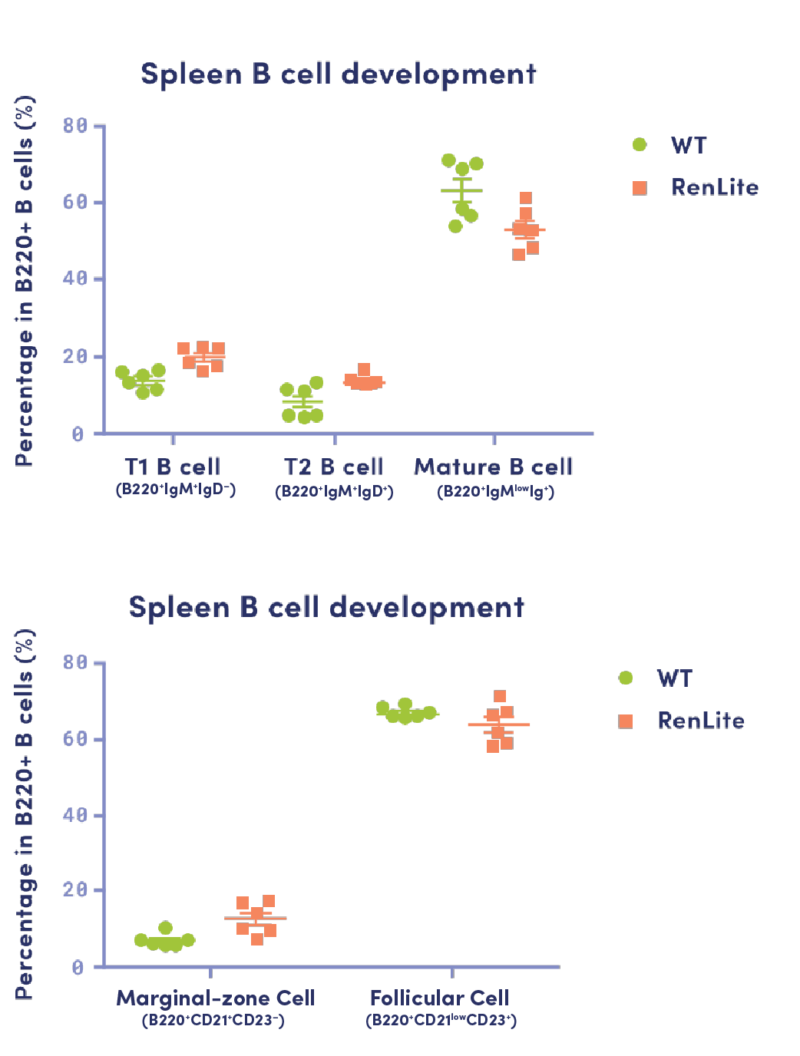 Spleen B cell development
Percentage in B220+ B cells (%)
80
60
40
20
0
WT
RenLite
T1 B cell
(B220⁺IgM⁺IgD⁻)
T2 B cell
(B220⁺IgM⁺IgD⁺)
Mature B cell
(B220⁺IgMˡᵒʷIg⁺)
Spleen B cell development
Percentage in B220+ B cells (%)
80
60
40
20
0
WT
RenLite
Marginal-zone Cell
(B220⁺CD21⁺CD23⁻)
Follicular Cell
(B220⁺CD21ˡᵒʷCD23⁺)